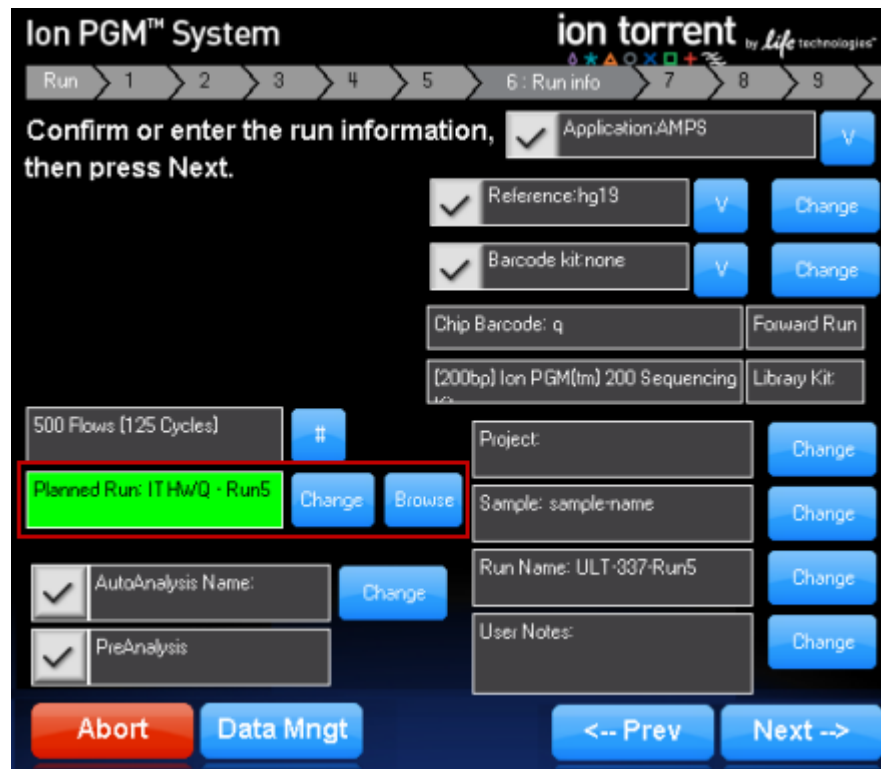 Ion PGM™ System
ion torrent by life technologies™
Run 1 2 3 4 5 6: Run info 7 8 9
Confirm or enter the run information,
then press Next.
Application:AMPS
V
Reference:hg19
V
Change
Barcode kit:none
V
Change
Chip Barcode: q
Forward Run
(200bp) Ion PGM(tm) 200 Sequencing
Library Kit:
500 Flows (125 Cycles)
#
Project:
Change
Planned Run: ITHWQ - Run5
Change
Browse
Sample: sample-name
Change
AutoAnalysis Name:
Change
Run Name: ULT-337-Run5
Change
PreAnalysis
User Notes:
Change
Abort
Data Mngt
<-- Prev
Next -->